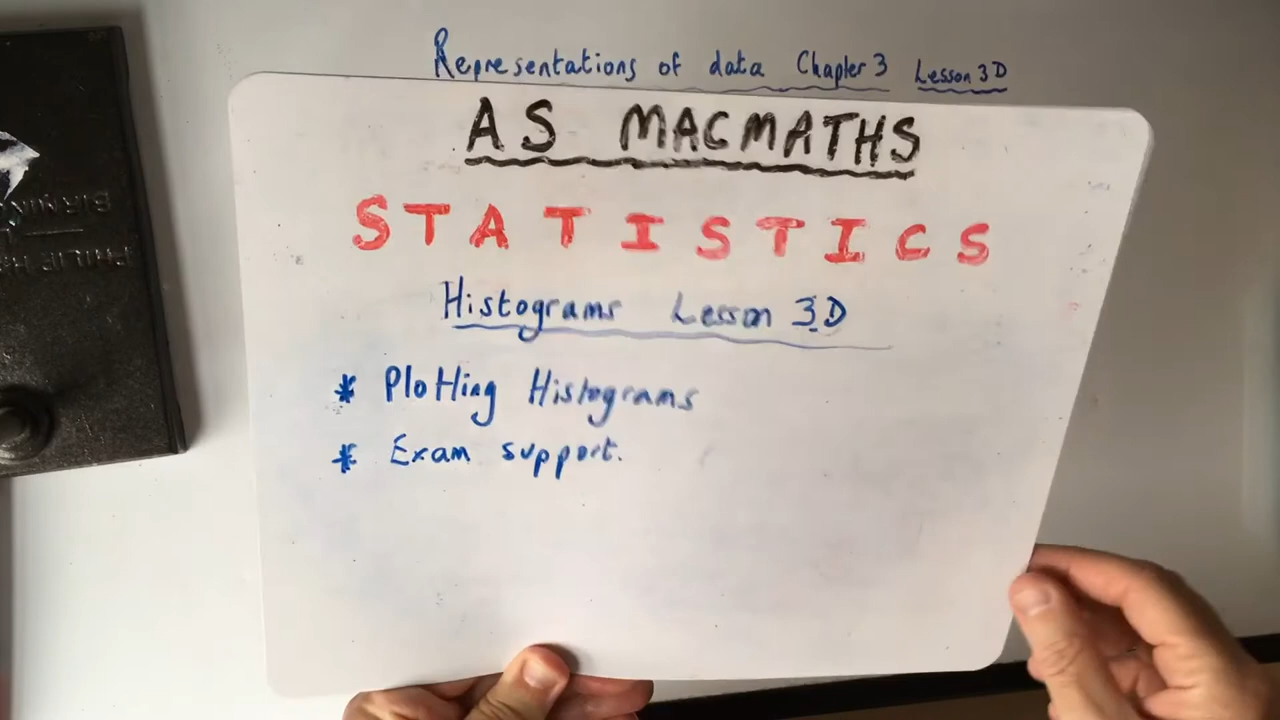 Representations of data Chapter 3 Lesson 3D
AS MACMATHS
STATISTICS
Histograms Lesson 3D
* Plotting Histograms
* Exam support.